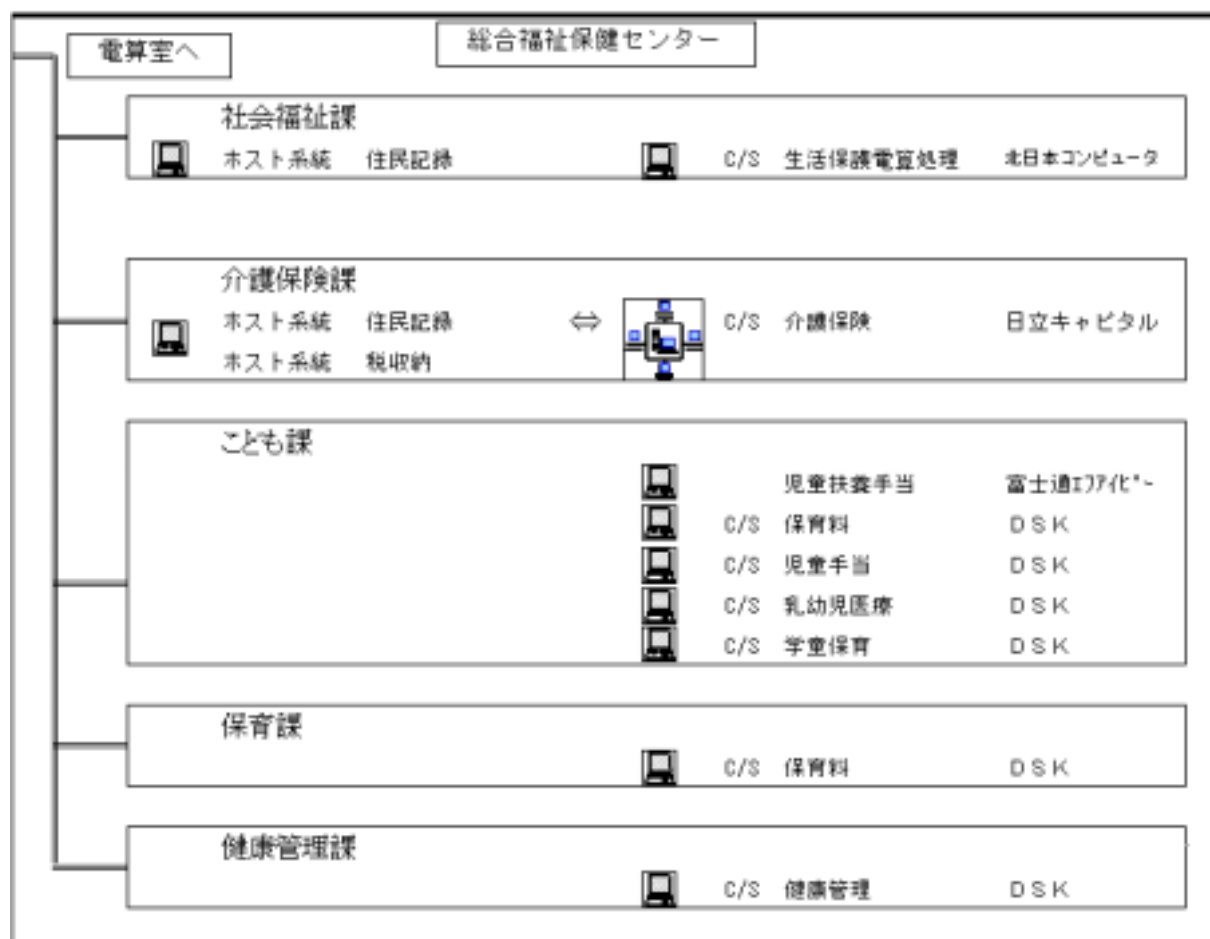 電算室へ
総合福祉保健センター
社会福祉課
ホスト系統 住民記録 C/S 生活保護電算処理 北日本コンピュータ
介護保険課
ホスト系統 住民記録 ⇔ C/S 介護保険 日立キャピタル
ホスト系統 税収納
こども課
児童扶養手当 富士通エフアイピー
C/S 保育料 DSK
C/S 児童手当 DSK
C/S 乳幼児医療 DSK
C/S 学童保育 DSK
保育課
C/S 保育料 DSK
健康管理課
C/S 健康管理 DSK